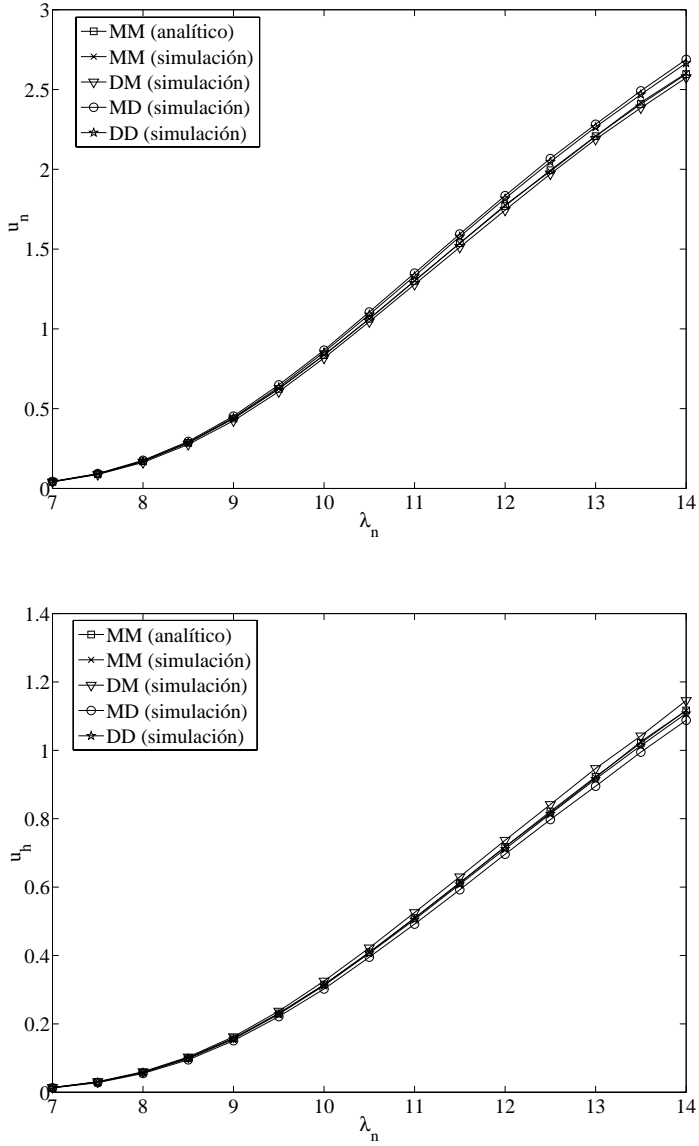 3
2.5
2
1.5
1
0.5
0
u_n
MM (analítico)
MM (simulación)
DM (simulación)
MD (simulación)
DD (simulación)
7 8 9 10 11 12 13 14
λ_n
1.4
1.2
1
0.8
0.6
0.4
0.2
0
u_h
MM (analítico)
MM (simulación)
DM (simulación)
MD (simulación)
DD (simulación)
7 8 9 10 11 12 13 14
λ_n